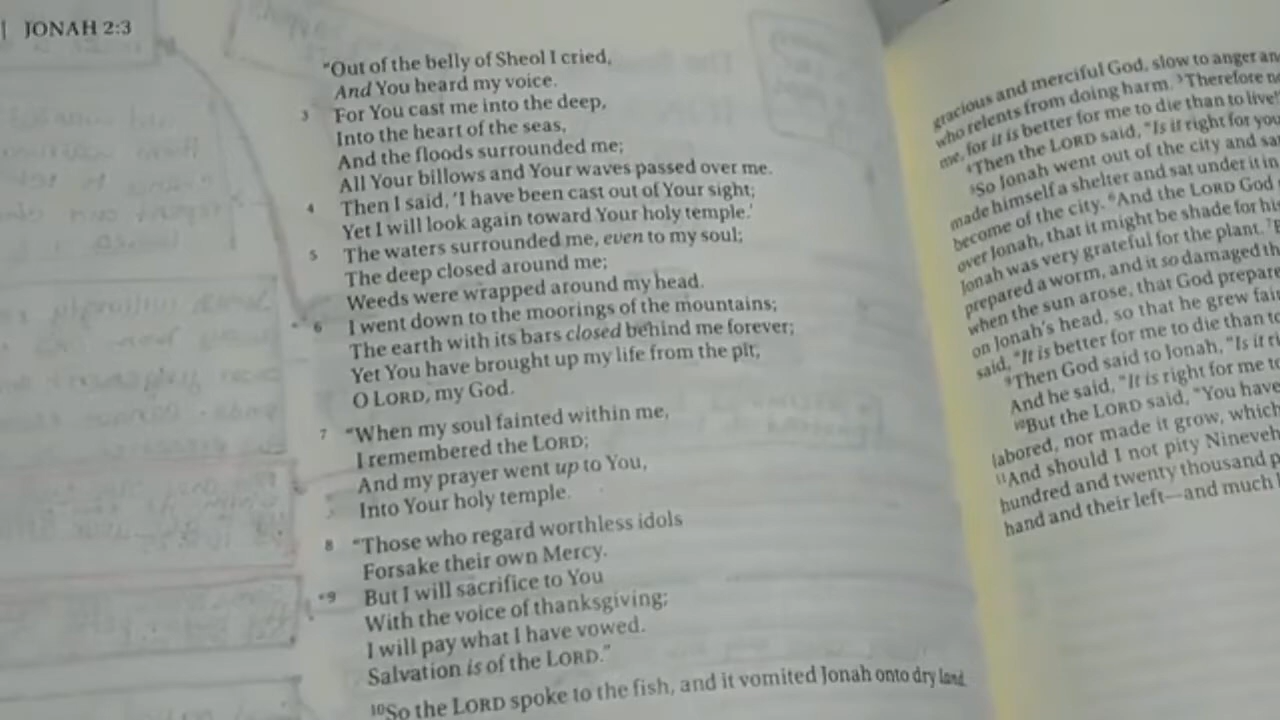 | JONAH 2:3
"Out of the belly of Sheol I cried,
And You heard my voice.
3 For You cast me into the deep,
Into the heart of the seas,
And the floods surrounded me;
All Your billows and Your waves passed over me.
4 Then I said, 'I have been cast out of Your sight;
Yet I will look again toward Your holy temple.'
5 The waters surrounded me, even to my soul;
The deep closed around me;
Weeds were wrapped around my head.
6 I went down to the moorings of the mountains;
The earth with its bars closed behind me forever;
Yet You have brought up my life from the pit,
O LORD, my God.
7 "When my soul fainted within me,
I remembered the LORD;
And my prayer went up to You,
Into Your holy temple.
8 "Those who regard worthless idols
Forsake their own Mercy.
*9 But I will sacrifice to You
With the voice of thanksgiving;
I will pay what I have vowed.
Salvation is of the LORD."
10So the LORD spoke to the fish, and it vomited Jonah onto dry land.
gracious and merciful God, slow to anger an
who relents from doing harm. 3Therefore n
me, for it is better for me to die than to live!"
4Then the LORD said, "Is it right for you
5So Jonah went out of the city and sa
made himself a shelter and sat under it in
become of the city. 6And the LORD God
over Jonah, that it might be shade for his
Jonah was very grateful for the plant. 7
prepared a worm, and it so damaged th
when the sun arose, that God prepare
on Jonah's head, so that he grew fai
said, "It is better for me to die than to
9Then God said to Jonah, "Is it ri
And he said, "It is right for me to
10But the LORD said, "You have
labored, nor made it grow, which
11And should I not pity Nineveh
hundred and twenty thousand p
hand and their left—and much l